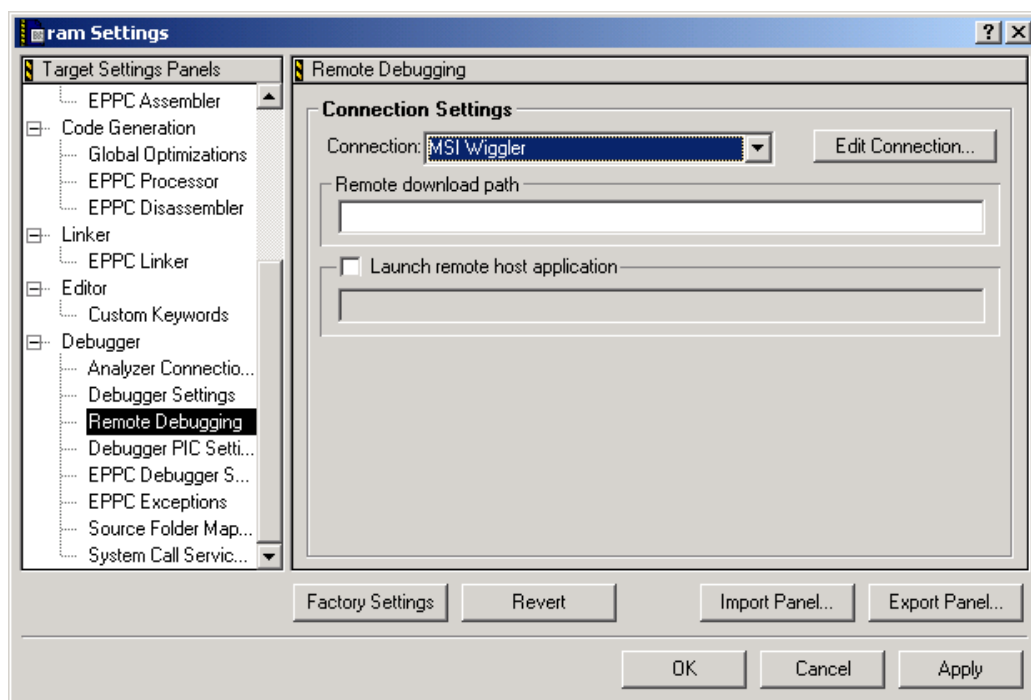 ram Settings
Target Settings Panels
EPPC Assembler
Code Generation
Global Optimizations
EPPC Processor
EPPC Disassembler
Linker
EPPC Linker
Editor
Custom Keywords
Debugger
Analyzer Connectio...
Debugger Settings
Remote Debugging
Debugger PIC Setti...
EPPC Debugger S...
EPPC Exceptions
Source Folder Map...
System Call Servic...
Remote Debugging
Connection Settings
Connection: MSI Wiggler Edit Connection...
Remote download path
Launch remote host application
Factory Settings Revert Import Panel... Export Panel...
OK Cancel Apply